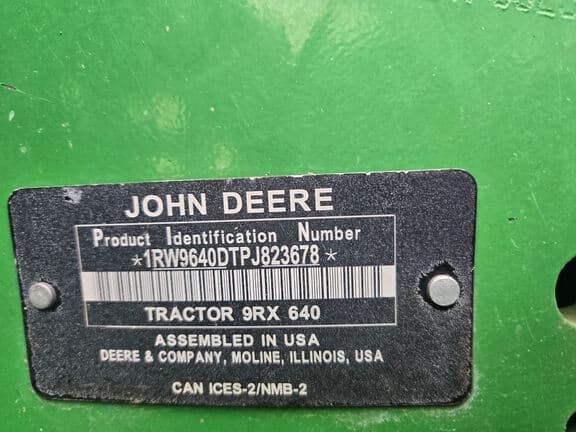 JOHN DEERE
Product Identification Number
*1RW9640DTPJ823678*
TRACTOR 9RX 640
ASSEMBLED IN USA
DEERE & COMPANY, MOLINE, ILLINOIS, USA
CAN ICES-2/NMB-2